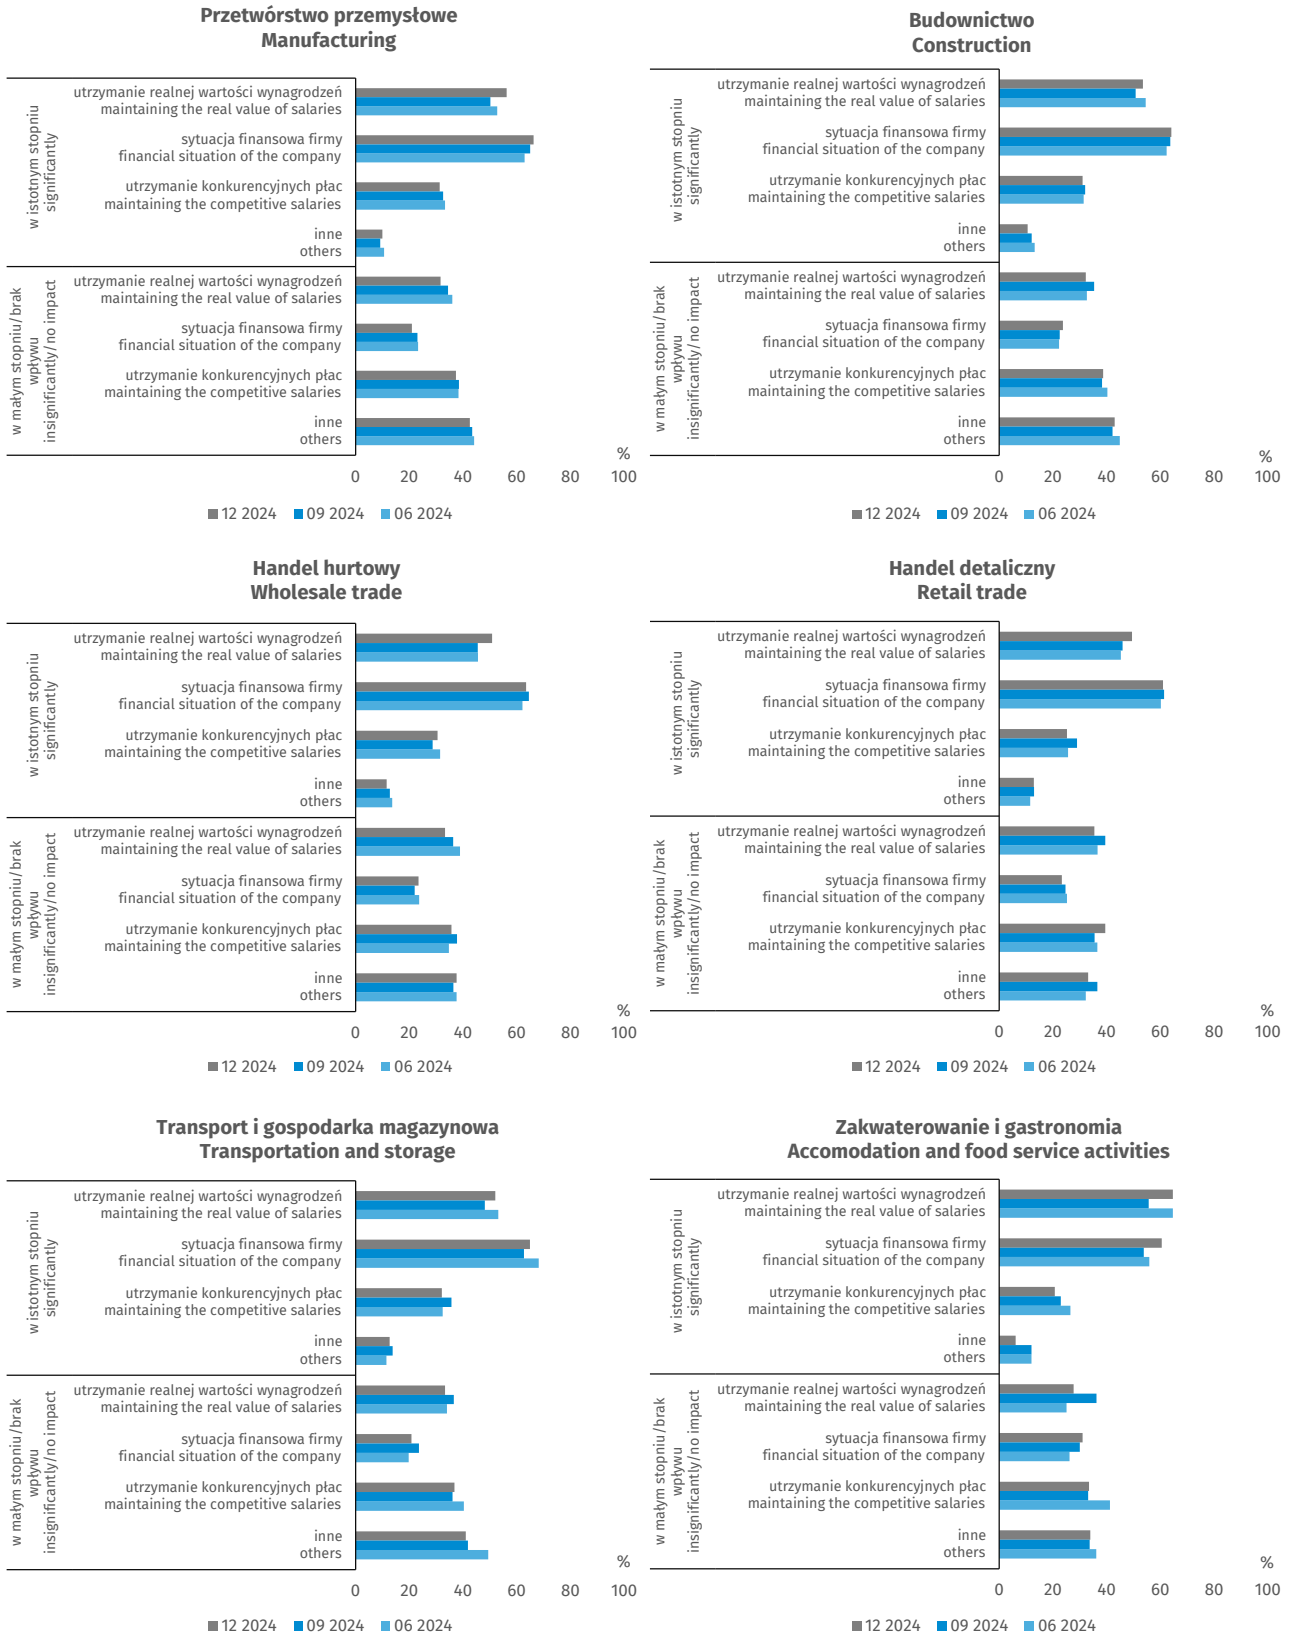 Przetwórstwo przemysłowe
Manufacturing
w istotnym stopniu
significantly
utrzymanie realnej wartości wynagrodzeń
maintaining the real value of salaries
sytuacja finansowa firmy
financial situation of the company
utrzymanie konkurencyjnych płac
maintaining the competitive salaries
inne
others
w małym stopniu/brak
wpływu
insignificantly/no impact
utrzymanie realnej wartości wynagrodzeń
maintaining the real value of salaries
sytuacja finansowa firmy
financial situation of the company
utrzymanie konkurencyjnych płac
maintaining the competitive salaries
inne
others
%
0 20 40 60 80 100
12 2024 09 2024 06 2024
Budownictwo
Construction
w istotnym stopniu
significantly
utrzymanie realnej wartości wynagrodzeń
maintaining the real value of salaries
sytuacja finansowa firmy
financial situation of the company
utrzymanie konkurencyjnych płac
maintaining the competitive salaries
inne
others
w małym stopniu/brak
wpływu
insignificantly/no impact
utrzymanie realnej wartości wynagrodzeń
maintaining the real value of salaries
sytuacja finansowa firmy
financial situation of the company
utrzymanie konkurencyjnych płac
maintaining the competitive salaries
inne
others
%
0 20 40 60 80 100
12 2024 09 2024 06 2024
Handel hurtowy
Wholesale trade
w istotnym stopniu
significantly
utrzymanie realnej wartości wynagrodzeń
maintaining the real value of salaries
sytuacja finansowa firmy
financial situation of the company
utrzymanie konkurencyjnych płac
maintaining the competitive salaries
inne
others
w małym stopniu/brak
wpływu
insignificantly/no impact
utrzymanie realnej wartości wynagrodzeń
maintaining the real value of salaries
sytuacja finansowa firmy
financial situation of the company
utrzymanie konkurencyjnych płac
maintaining the competitive salaries
inne
others
%
0 20 40 60 80 100
12 2024 09 2024 06 2024
Handel detaliczny
Retail trade
w istotnym stopniu
significantly
utrzymanie realnej wartości wynagrodzeń
maintaining the real value of salaries
sytuacja finansowa firmy
financial situation of the company
utrzymanie konkurencyjnych płac
maintaining the competitive salaries
inne
others
w małym stopniu/brak
wpływu
insignificantly/no impact
utrzymanie realnej wartości wynagrodzeń
maintaining the real value of salaries
sytuacja finansowa firmy
financial situation of the company
utrzymanie konkurencyjnych płac
maintaining the competitive salaries
inne
others
%
0 20 40 60 80 100
12 2024 09 2024 06 2024
Transport i gospodarka magazynowa
Transportation and storage
w istotnym stopniu
significantly
utrzymanie realnej wartości wynagrodzeń
maintaining the real value of salaries
sytuacja finansowa firmy
financial situation of the company
utrzymanie konkurencyjnych płac
maintaining the competitive salaries
inne
others
w małym stopniu/brak
wpływu
insignificantly/no impact
utrzymanie realnej wartości wynagrodzeń
maintaining the real value of salaries
sytuacja finansowa firmy
financial situation of the company
utrzymanie konkurencyjnych płac
maintaining the competitive salaries
inne
others
%
0 20 40 60 80 100
12 2024 09 2024 06 2024
Zakwaterowanie i gastronomia
Accomodation and food service activities
w istotnym stopniu
significantly
utrzymanie realnej wartości wynagrodzeń
maintaining the real value of salaries
sytuacja finansowa firmy
financial situation of the company
utrzymanie konkurencyjnych płac
maintaining the competitive salaries
inne
others
w małym stopniu/brak
wpływu
insignificantly/no impact
utrzymanie realnej wartości wynagrodzeń
maintaining the real value of salaries
sytuacja finansowa firmy
financial situation of the company
utrzymanie konkurencyjnych płac
maintaining the competitive salaries
inne
others
%
0 20 40 60 80 100
12 2024 09 2024 06 2024